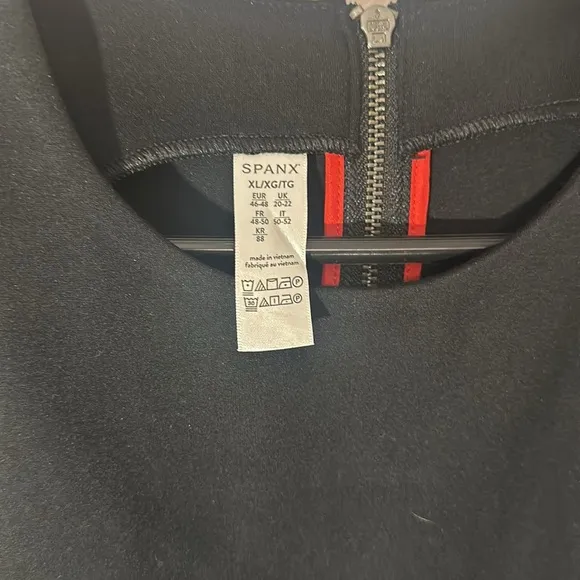 SPANX
XL/XG/TG
EUR UK
46-48 20-22
FR IT
48-50 50-52
KR
88
made in vietnam
fabriqué au vietnam
P
30 P